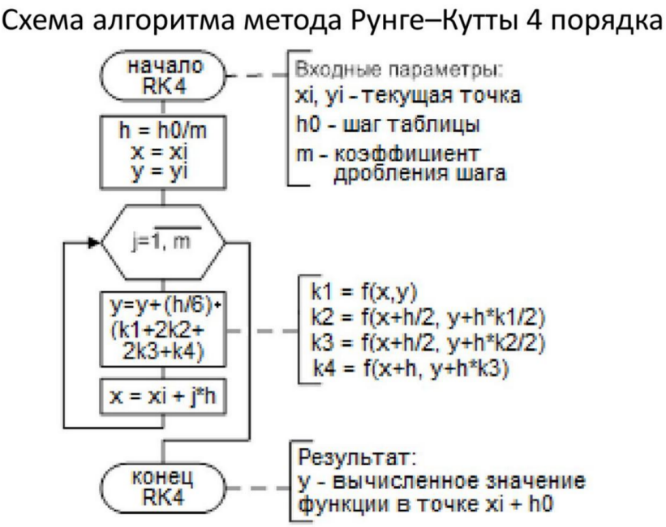 Схема алгоритма метода Рунге–Кутты 4 порядка
начало
RK4
Входные параметры:
xi, yi - текущая точка
h0 - шаг таблицы
m - коэффициент
дробления шага
h = h0/m
x = xi
y = yi
j=1, m
y=y+(h/6)*
(k1+2k2+
2k3+k4)
k1 = f(x,y)
k2 = f(x+h/2, y+h*k1/2)
k3 = f(x+h/2, y+h*k2/2)
k4 = f(x+h, y+h*k3)
x = xi + j*h
конец
RK4
Результат:
y - вычисленное значение
функции в точке xi + h0